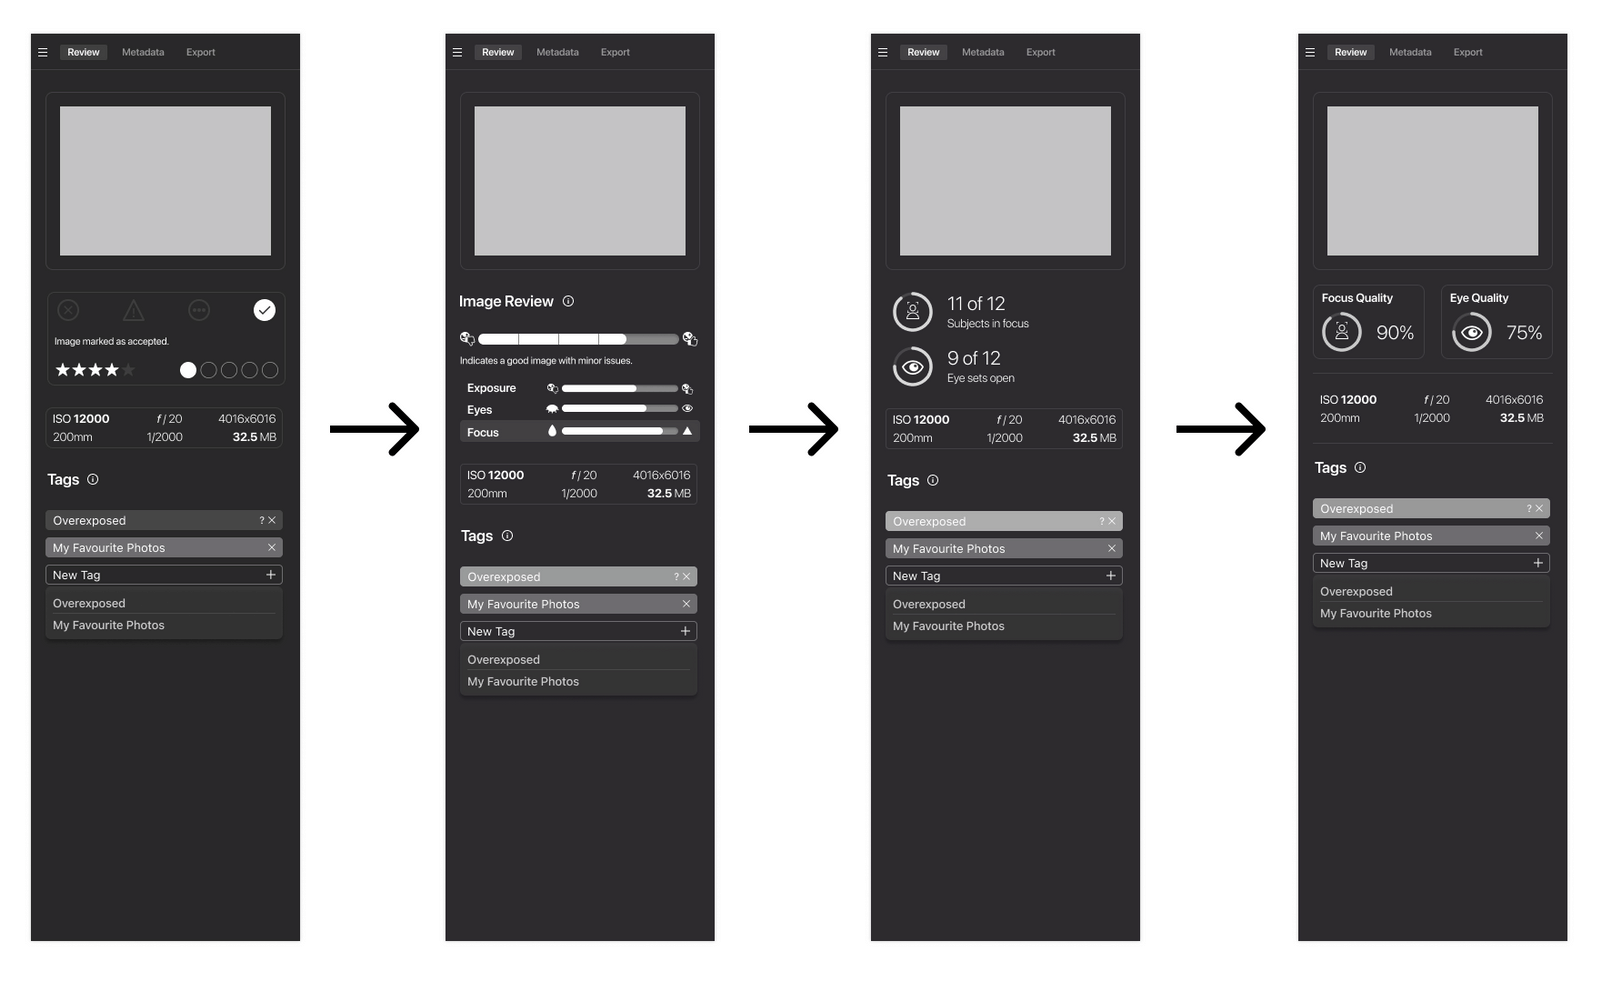 Review Metadata Export
Image marked as accepted.
ISO 12000 f / 20 4016x6016
200mm 1/2000 32.5 MB
Tags
Overexposed ?
My Favourite Photos
New Tag
Overexposed
My Favourite Photos
Review Metadata Export
Image Review
Indicates a good image with minor issues.
Exposure
Eyes
Focus
ISO 12000 f / 20 4016x6016
200mm 1/2000 32.5 MB
Tags
Overexposed ?
My Favourite Photos
New Tag
Overexposed
My Favourite Photos
Review Metadata Export
11 of 12
Subjects in focus
9 of 12
Eye sets open
ISO 12000 f / 20 4016x6016
200mm 1/2000 32.5 MB
Tags
Overexposed ?
My Favourite Photos
New Tag
Overexposed
My Favourite Photos
Review Metadata Export
Focus Quality Eye Quality
90% 75%
ISO 12000 f / 20 4016x6016
200mm 1/2000 32.5 MB
Tags
Overexposed ?
My Favourite Photos
New Tag
Overexposed
My Favourite Photos